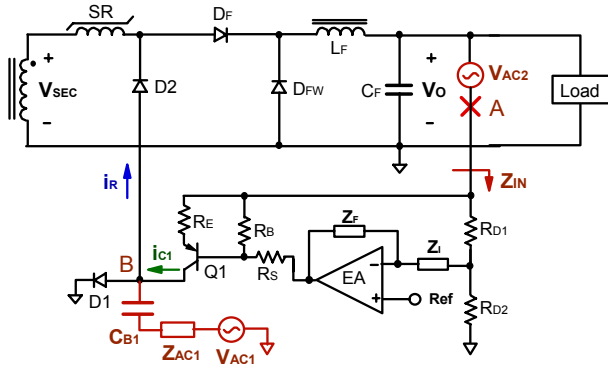 SR
DF
LF
VSEC
D2
DFW
CF
VO
VAC2
A
Load
ZIN
iR
RE
RB
ZF
ZI
RD1
iC1
B
Q1
RS
EA
Ref
RD2
D1
CB1
ZAC1
VAC1